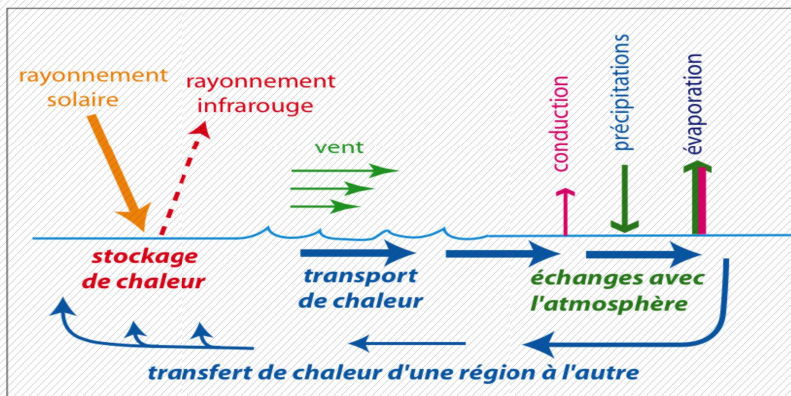 rayonnement
solaire
rayonnement
infrarouge
vent
conduction
précipitations
évaporation
stockage
de chaleur
transport
de chaleur
échanges avec
l'atmosphère
transfert de chaleur d'une région à l'autre